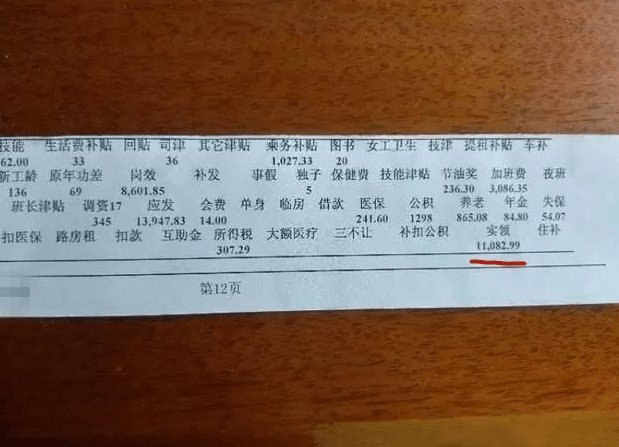 技能 生活费补贴 回贴 司津 其它津贴 乘务补贴 图书 女工卫生 技津 提租补贴 车补
62.00 33 36 1,027.33 20
新工龄 原年功差 岗效 补发 事假 独子 保健费 技能津贴 节油奖 加班费 夜班
136 69 8,601.85 5 236.30 3,086.35
班长津贴 调资17 应发 会费 单身 临房 借款 医保 公积 养老 年金 失保
345 13,947.83 14.00 241.60 1298 865.08 84.80 54.07
扣医保 路房租 扣款 互助金 所得税 大额医疗 三不让 补扣公积 实领 住补
307.29 11,082.99
第12页